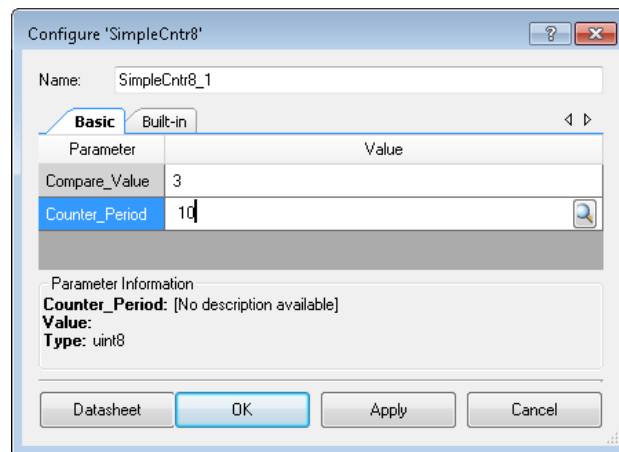 Configure 'SimpleCntr8'
?
Name: SimpleCntr8_1
Basic Built-in
Parameter Value
Compare_Value 3
Counter_Period 10
Parameter Information
Counter_Period: [No description available]
Value:
Type: uint8
Datasheet OK Apply Cancel